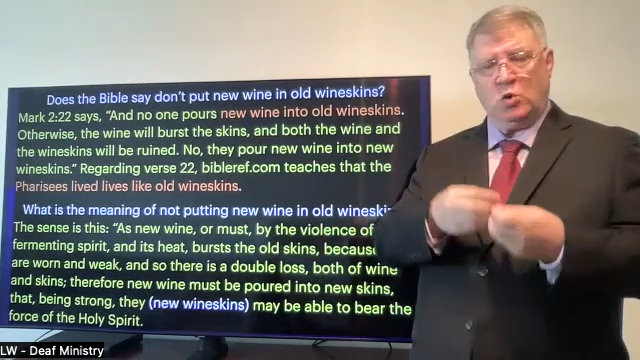 Does the Bible say don't put new wine in old wineskins?
Mark 2:22 says, “And no one pours new wine into old wineskins.
Otherwise, the wine will burst the skins, and both the wine and
the wineskins will be ruined. No, they pour new wine into new
wineskins.” Regarding verse 22, bibleref.com teaches that the
Pharisees lived lives like old wineskins.
What is the meaning of not putting new wine in old
The sense is this: “As new wine, or must, by the violence of
fermenting spirit, and its heat, bursts the old skins, because
are worn and weak, and so there is a double loss, both of wine
and skins; therefore new wine must be poured into new skins,
that, being strong, they (new wineskins) may be able to bear the
force of the Holy Spirit.
LW - Deaf Ministry